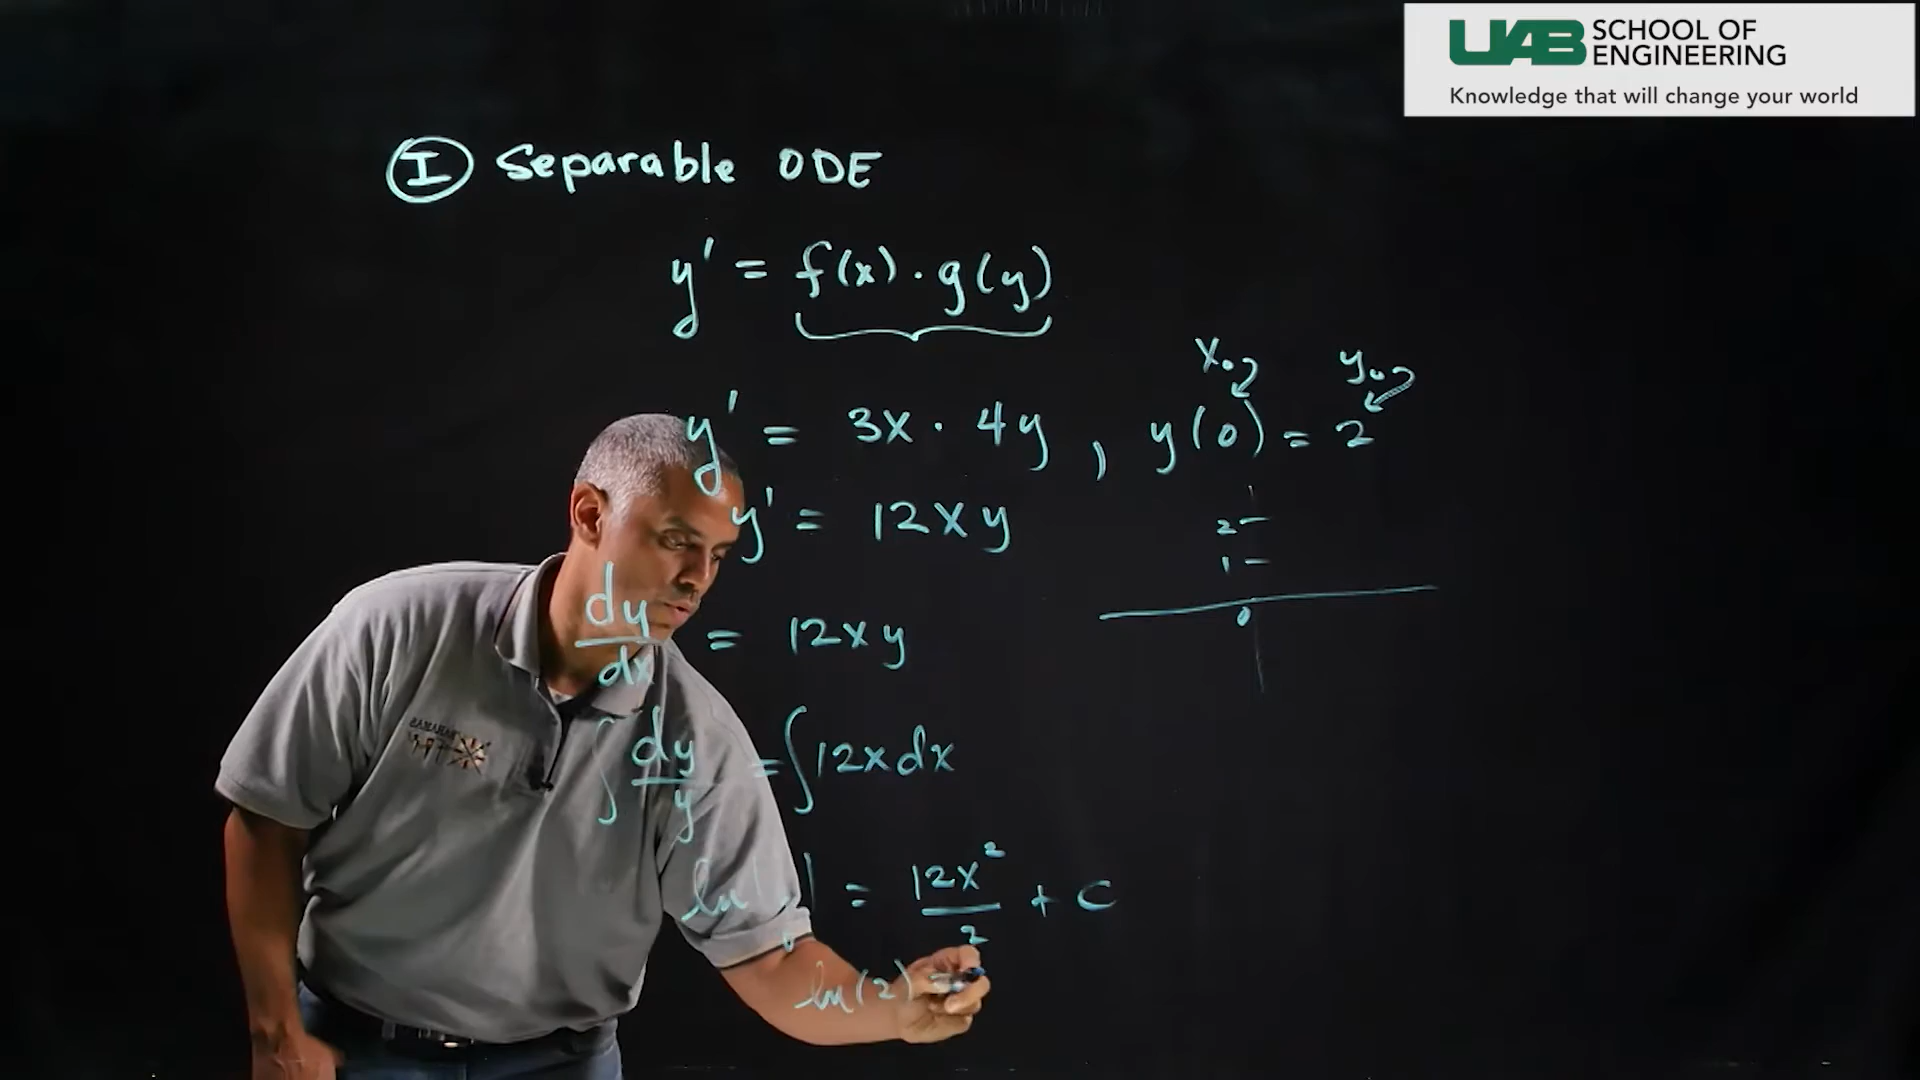 UAB SCHOOL OF
ENGINEERING
Knowledge that will change your world
I Separable ODE
y' = f(x) · g(y)
x₀ y₀
y' = 3x · 4y , y(0) = 2
y' = 12xy
2
1
0
dy/dx = 12xy
∫ dy/y = ∫ 12x dx
ln|y| = 12x²/2 + C
ln(2) =